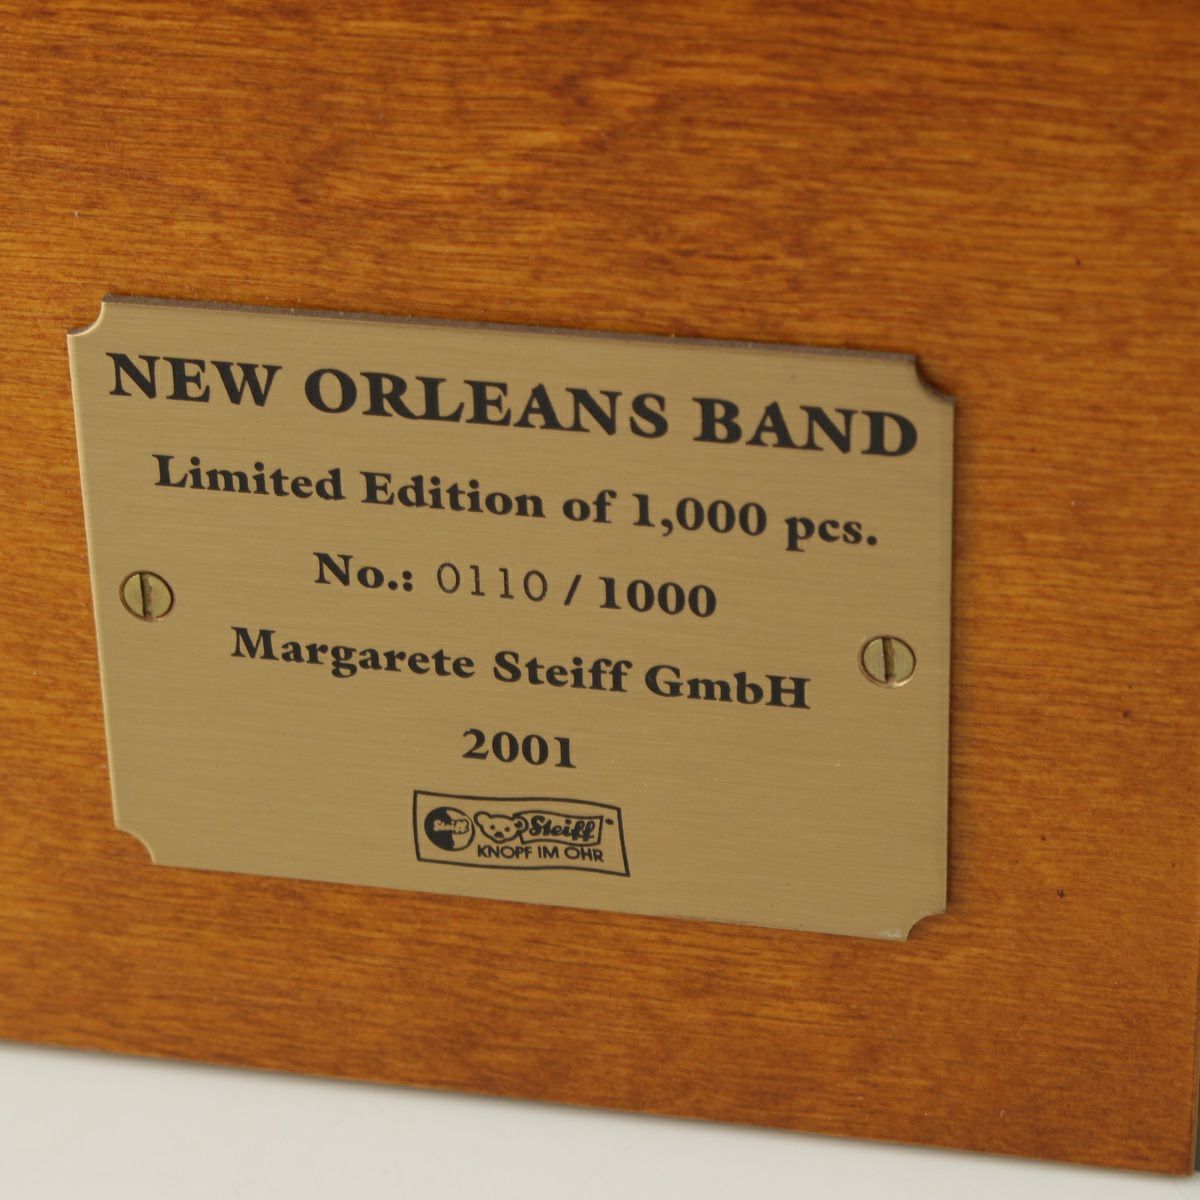 NEW ORLEANS BAND
Limited Edition of 1,000 pcs.
No.: 0110 / 1000
Margarete Steiff GmbH
2001
Steiff Steiff
KNOPF IM OHR